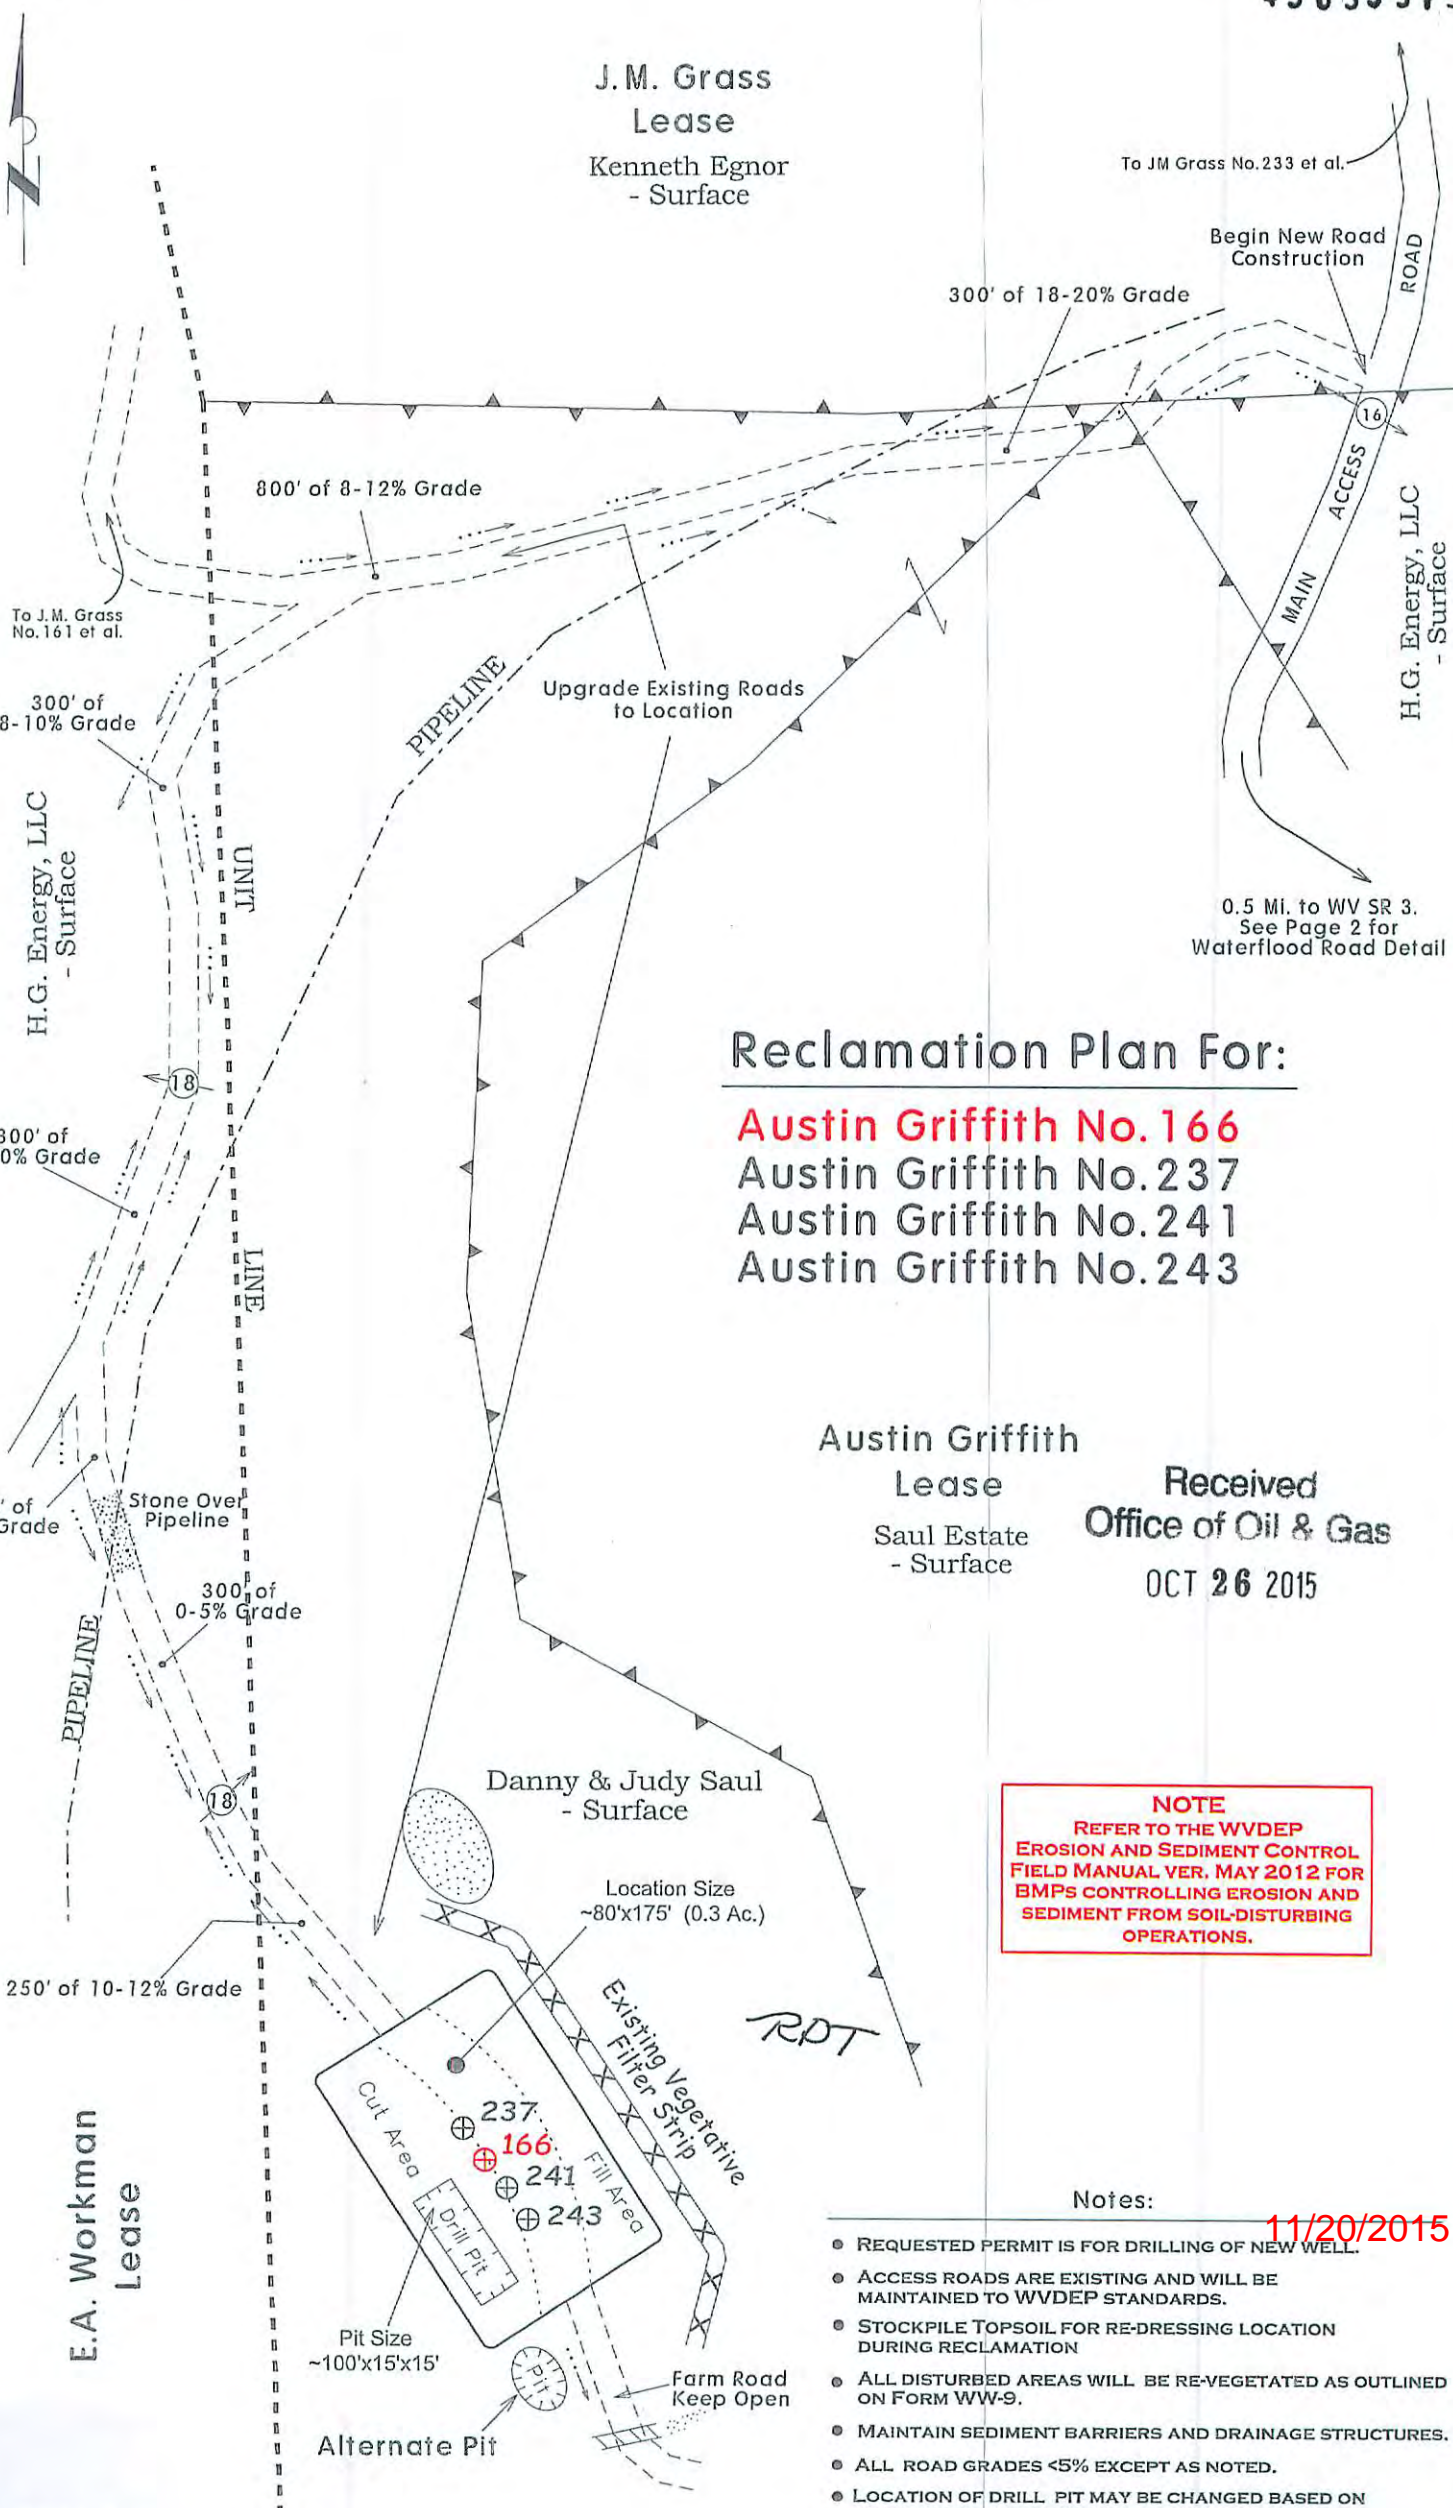 J.M. Grass
Lease
Kenneth Egnor
- Surface
To JM Grass No.233 et al.
Begin New Road
Construction
300' of 18-20% Grade
ROAD
16
ACCESS
MAIN
H.G. Energy, LLC
- Surface
800' of 8-12% Grade
To J.M. Grass
No.161 et al.
300' of
8-10% Grade
PIPELINE
Upgrade Existing Roads
to Location
H.G. Energy, LLC
- Surface
UNIT
0.5 Mi. to WV SR 3.
See Page 2 for
Waterflood Road Detail
18
Reclamation Plan For:
Austin Griffith No.166
Austin Griffith No.237
Austin Griffith No.241
Austin Griffith No.243
300' of
0% Grade
LINE
Austin Griffith
Lease
Saul Estate
- Surface
Received
Office of Oil & Gas
OCT 26 2015
' of
Grade
Stone Over
Pipeline
300' of
0-5% Grade
PIPELINE
18
Danny & Judy Saul
- Surface
Location Size
~80'x175' (0.3 Ac.)
NOTE
REFER TO THE WVDEP
EROSION AND SEDIMENT CONTROL
FIELD MANUAL VER. MAY 2012 FOR
BMPS CONTROLLING EROSION AND
SEDIMENT FROM SOIL-DISTURBING
OPERATIONS.
250' of 10-12% Grade
Existing Vegetative
Filter Strip
RDT
Cut Area
237
166
241
243
Fill Area
Drill Pit
E.A. Workman
Lease
Pit Size
~100'x15'x15'
Pit
Alternate Pit
Farm Road
Keep Open
Notes:
11/20/2015
REQUESTED PERMIT IS FOR DRILLING OF NEW WELL.
ACCESS ROADS ARE EXISTING AND WILL BE
MAINTAINED TO WVDEP STANDARDS.
STOCKPILE TOPSOIL FOR RE-DRESSING LOCATION
DURING RECLAMATION
ALL DISTURBED AREAS WILL BE RE-VEGETATED AS OUTLINED
ON FORM WW-9.
MAINTAIN SEDIMENT BARRIERS AND DRAINAGE STRUCTURES.
ALL ROAD GRADES <5% EXCEPT AS NOTED.
LOCATION OF DRILL PIT MAY BE CHANGED BASED ON